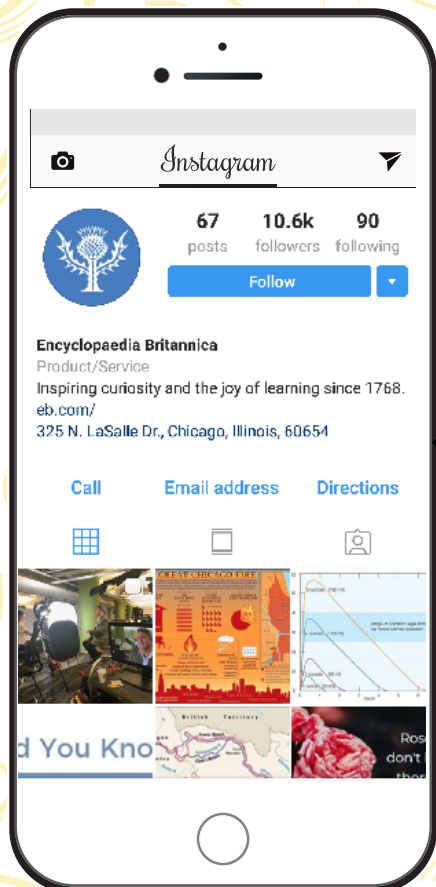 Instagram
67 10.6k 90
posts followers following
Follow
Encyclopaedia Britannica
Product/Service
Inspiring curiosity and the joy of learning since 1768.
eb.com/
325 N. LaSalle Dr., Chicago, Illinois, 60654
Call Email address Directions
GREAT CHICAGO FIRE
d You Kno
British Territory
Ros
don't